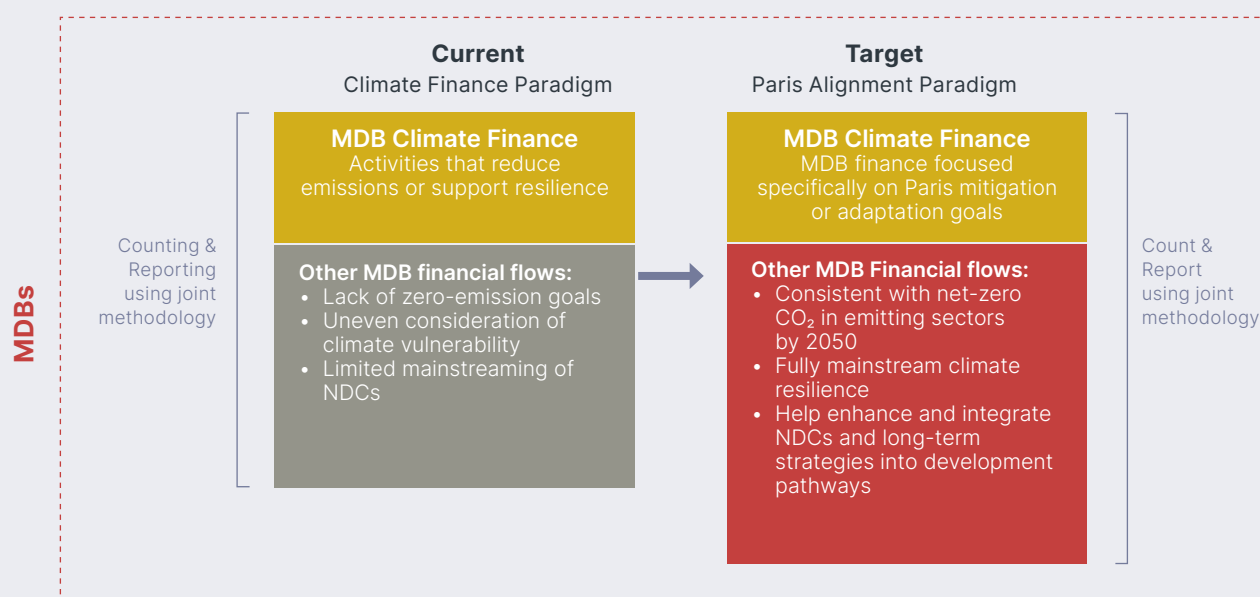 MDBs
Current
Climate Finance Paradigm
Counting &
Reporting
using joint
methodology
MDB Climate Finance
Activities that reduce
emissions or support resilience
Other MDB financial flows:
• Lack of zero-emission goals
• Uneven consideration of
climate vulnerability
• Limited mainstreaming of
NDCs
Target
Paris Alignment Paradigm
MDB Climate Finance
MDB finance focused
specifically on Paris mitigation
or adaptation goals
Other MDB Financial flows:
• Consistent with net-zero
CO₂ in emitting sectors
by 2050
• Fully mainstream climate
resilience
• Help enhance and integrate
NDCs and long-term
strategies into development
pathways
Count &
Report
using joint
methodology